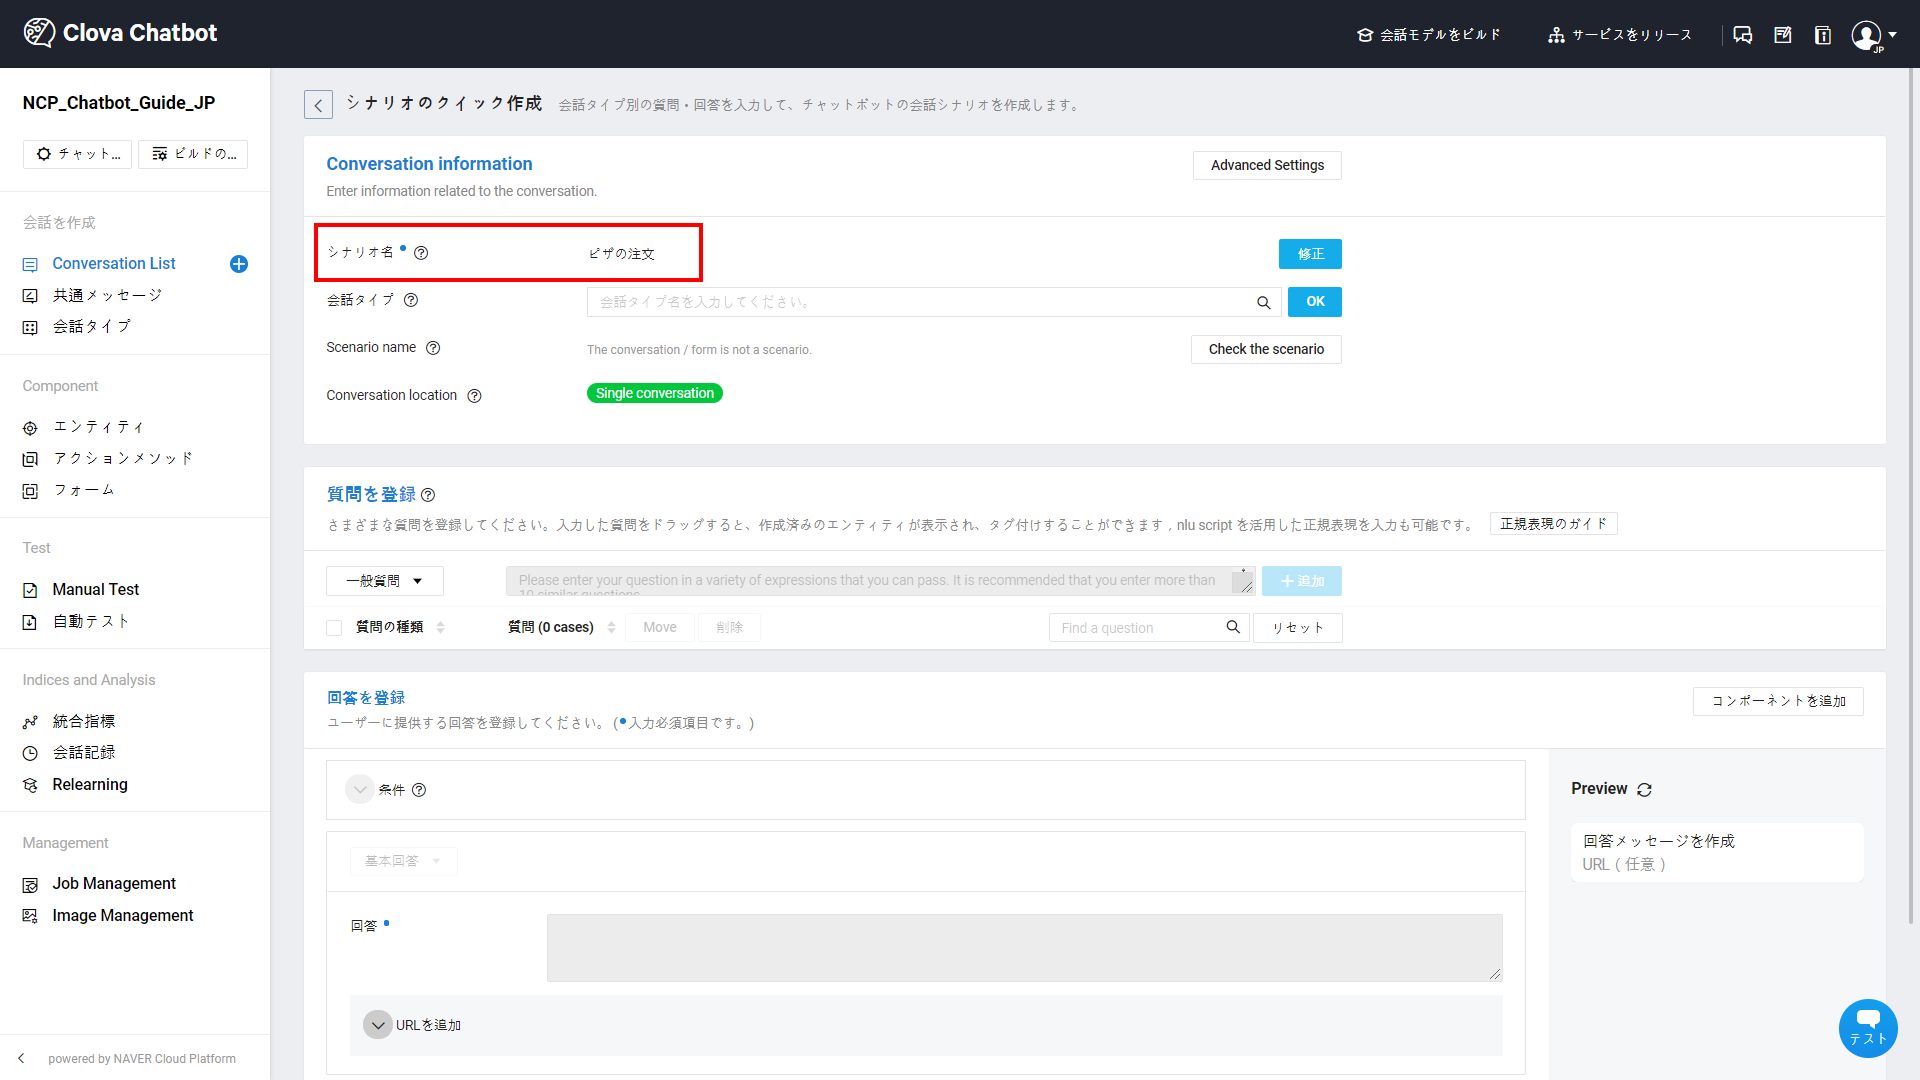 Clova Chatbot
会話モデルをビルド
サービスをリリース
JP
NCP_Chatbot_Guide_JP
チャット...
ビルドの...
会話を作成
Conversation List
共通メッセージ
会話タイプ
Component
エンティティ
アクションメソッド
フォーム
Test
Manual Test
自動テスト
Indices and Analysis
統合指標
会話記録
Relearning
Management
Job Management
Image Management
powered by NAVER Cloud Platform
シナリオのクイック作成
会話タイプ別の質問・回答を入力して、チャットボットの会話シナリオを作成します。
Conversation information
Enter information related to the conversation.
Advanced Settings
シナリオ名
ピザの注文
修正
会話タイプ
会話タイプ名を入力してください。
OK
Scenario name
The conversation / form is not a scenario.
Check the scenario
Conversation location
Single conversation
質問を登録
さまざまな質問を登録してください。入力した質問をドラッグすると、作成済みのエンティティが表示され、タグ付けすることができます , nlu script を活用した正規表現を入力も可能です。
正規表現のガイド
一般質問
Please enter your question in a variety of expressions that you can pass. It is recommended that you enter more than
10 similar questions
追加
質問の種類
質問 (0 cases)
Move
削除
Find a question
リセット
回答を登録
ユーザーに提供する回答を登録してください。 (•入力必須項目です。)
コンポーネントを追加
条件
基本回答
回答
URLを追加
Preview
回答メッセージを作成
URL ( 任意 )
テスト